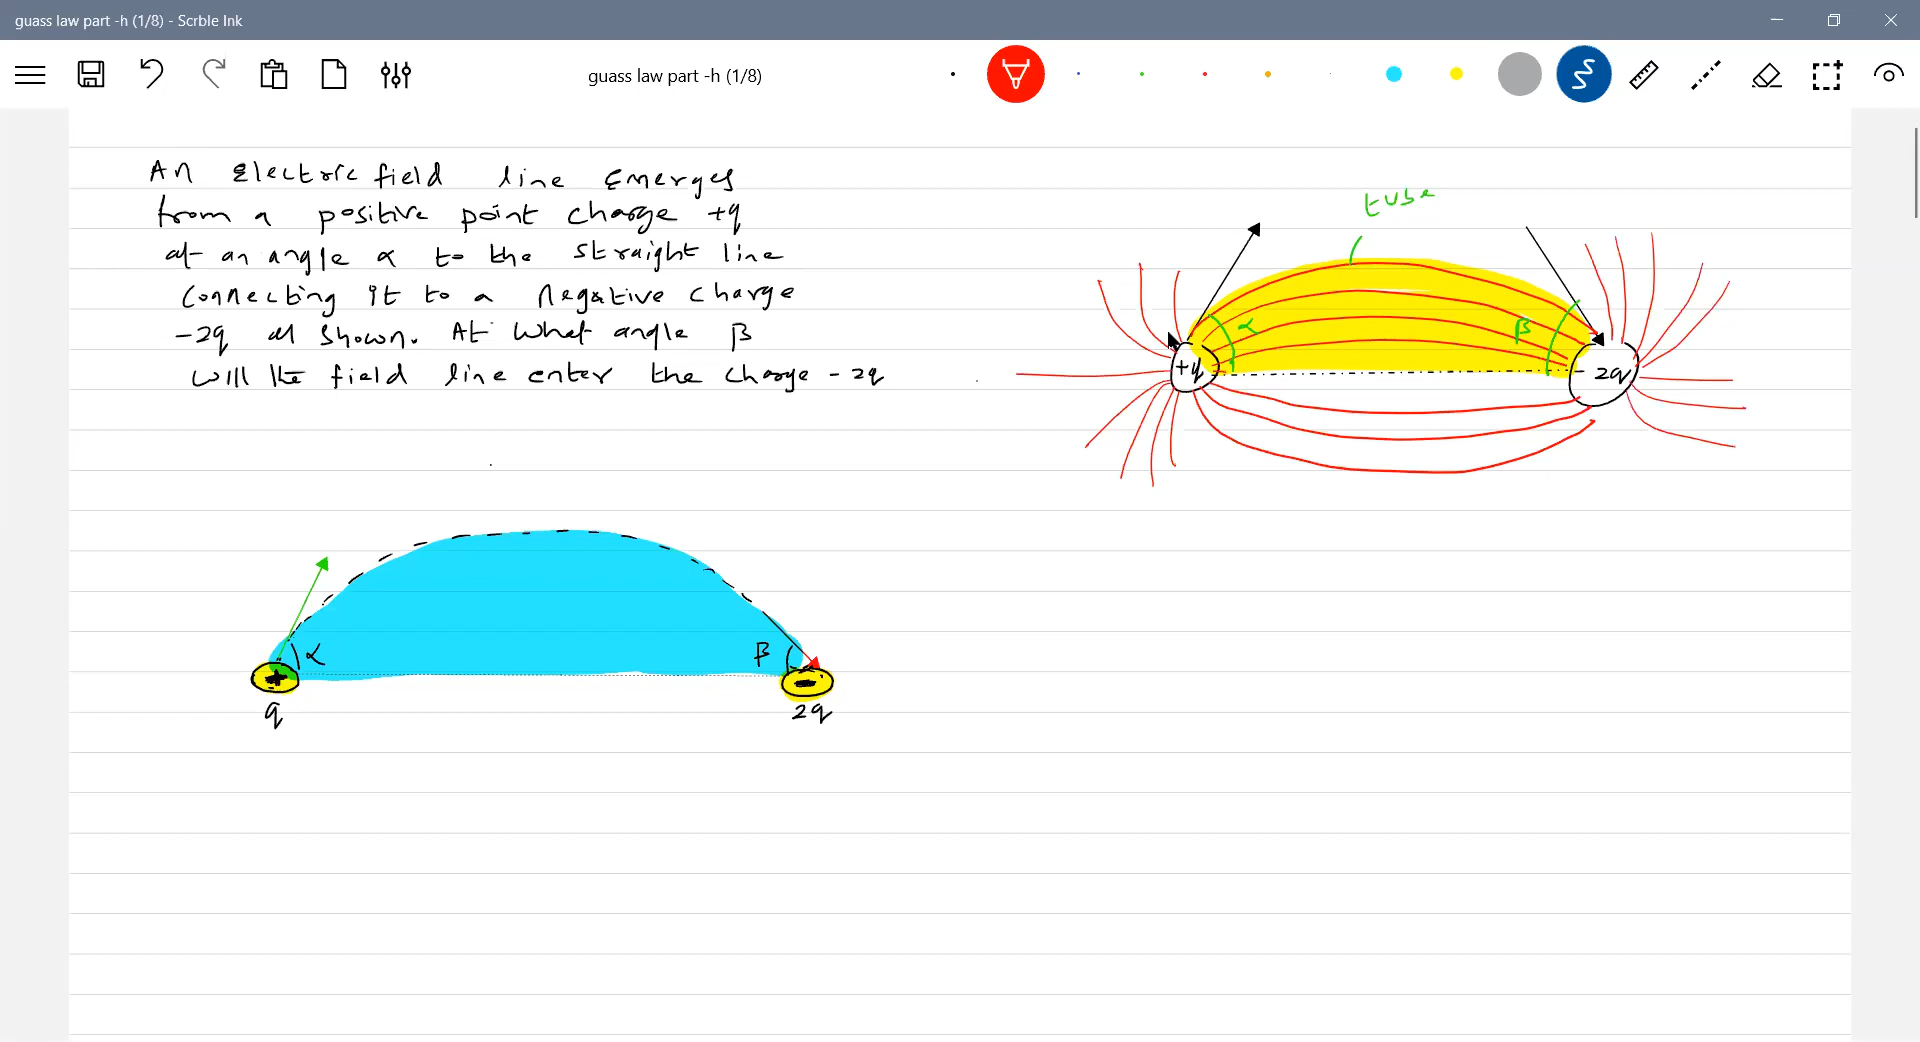 guass law part -h (1/8) - Scrble Ink
guass law part -h (1/8)
An Electric field line Emerges
from a positive point charge +q
at an angle α to the straight line
connecting it to a negative charge
-2q as shown. At what angle β
will the field line enter the charge -2q
tube
α
β
+q
- 2q
α
β
+
-
q
2q